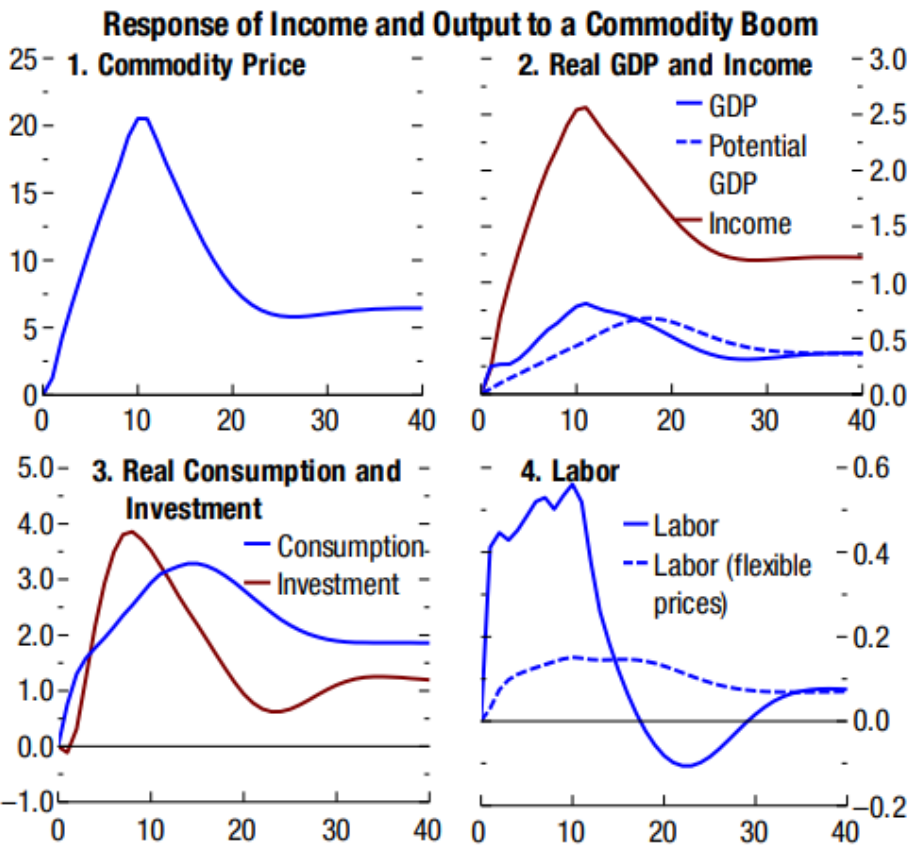 Response of Income and Output to a Commodity Boom
1. Commodity Price
25
20
15
10
5
0
0 10 20 30 40
2. Real GDP and Income
GDP
Potential
GDP
Income
3.0
2.5
2.0
1.5
1.0
0.5
0.0
0 10 20 30 40
3. Real Consumption and
Investment
Consumption
Investment
5.0
4.0
3.0
2.0
1.0
0.0
–1.0
0 10 20 30 40
4. Labor
Labor
Labor (flexible
prices)
0.6
0.4
0.2
0.0
–0.2
0 10 20 30 40